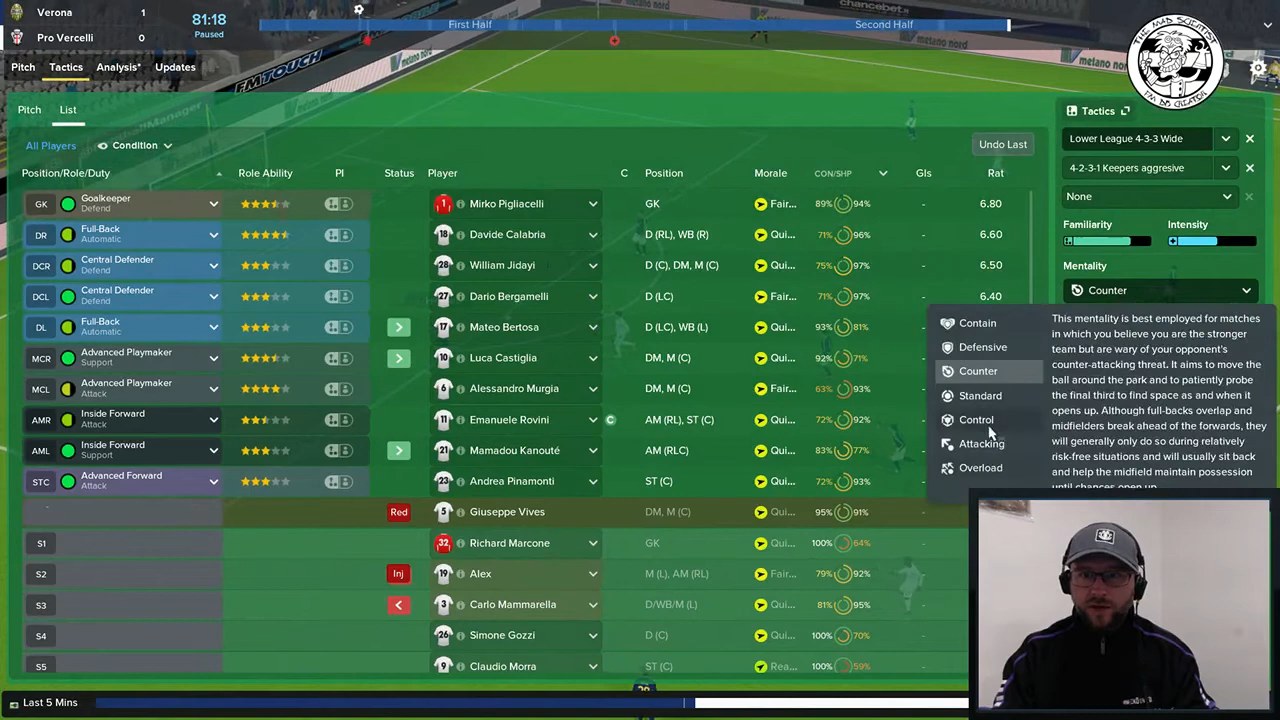 Verona 1
Pro Vercelli 0
81:18
Paused
First Half
Second Half
THE MAD SCIENTIST
Pitch Tactics Analysis* Updates
Pitch List
All Players Condition
Undo Last
Position/Role/Duty Role Ability PI Status Player C Position Morale CON/SHP Gls Rat
GK Goalkeeper Defend 1 Mirko Pigliacelli GK Fair... 89% 94% - 6.80
DR Full-Back Automatic 18 Davide Calabria D (RL), WB (R) Qui... 71% 96% - 6.60
DCR Central Defender Defend 28 William Jidayi D (C), DM, M (C) Qui... 75% 97% - 6.50
DCL Central Defender Defend 27 Dario Bergamelli D (LC) Qui... 71% 97% - 6.40
DL Full-Back Automatic 17 Mateo Bertosa D (LC), WB (L) Qui... 93% 81% -
MCR Advanced Playmaker Support 10 Luca Castiglia DM, M (C) Qui... 92% 71% -
MCL Advanced Playmaker Attack 6 Alessandro Murgia DM, M (C) Qui... 63% 93% -
AMR Inside Forward Attack 11 Emanuele Rovini C AM (RL), ST (C) Qui... 72% 92% -
AML Inside Forward Support 21 Mamadou Kanouté AM (RLC) Qui... 83% 77% -
STC Advanced Forward Attack 23 Andrea Pinamonti ST (C) Qui... 72% 93% -
- Red 5 Giuseppe Vives DM, M (C) Qui... 95% 91% -
S1 32 Richard Marcone GK Qui... 100% 64% -
S2 Inj 19 Alex M (L), AM (RL) Fair... 79% 92% -
S3 3 Carlo Mammarella D/WB/M (L) Qui... 81% 95% -
S4 26 Simone Gozzi D (C) Qui... 100% 70% -
S5 9 Claudio Morra ST (C) Rea... 100% 59% -
Tactics
Lower League 4-3-3 Wide
4-2-3-1 Keepers aggresive
None
Familiarity Intensity
Mentality
Counter
Contain
Defensive
Counter
Standard
Control
Attacking
Overload
This mentality is best employed for matches
in which you believe you are the stronger
team but are wary of your opponent's
counter-attacking threat. It aims to move the
ball around the park and to patiently probe
the final third to find space as and when it
opens up. Although full-backs overlap and
midfielders break ahead of the forwards, they
will generally only do so during relatively
risk-free situations and will usually sit back
and help the midfield maintain possession
until chances open up.
Last 5 Mins
metano nord
FMTOUCH